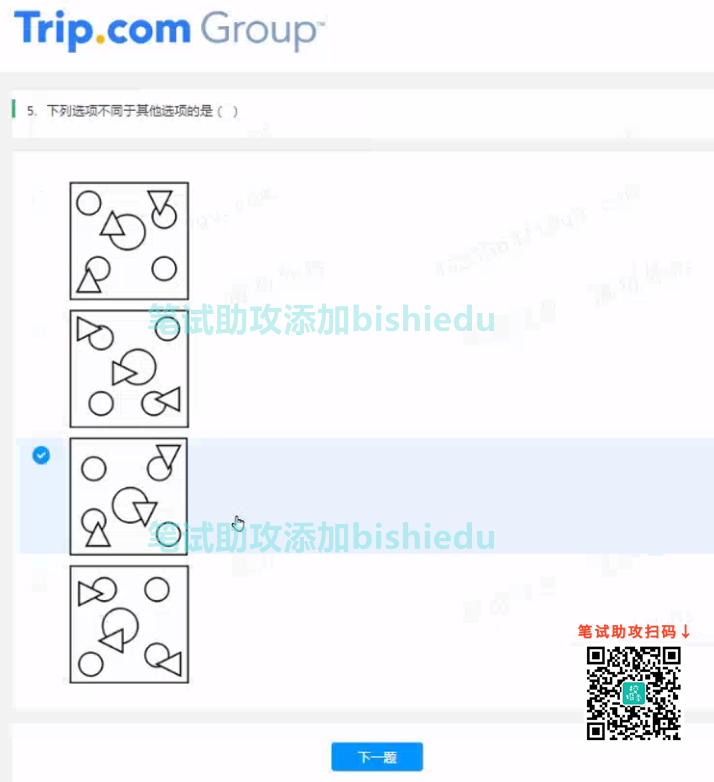 Trip.com Group™
5. 下列选项不同于其他选项的是（ ）
笔试助攻添加bishiedu
笔试助攻添加bishiedu
笔试助攻扫码↓
下一题